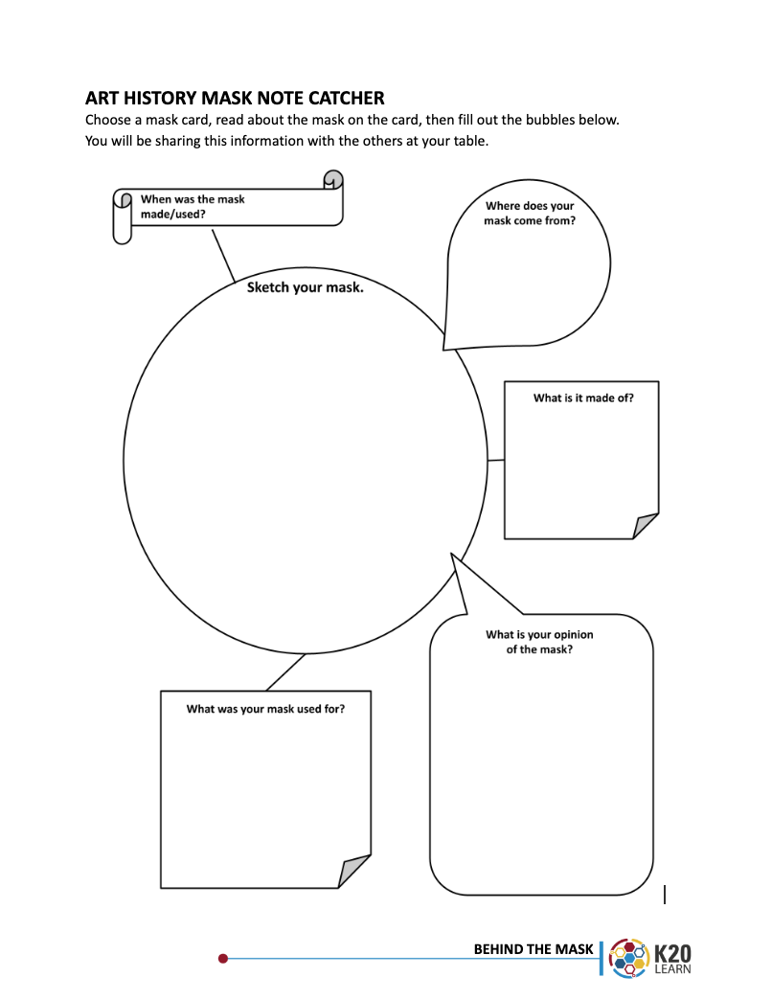 ART HISTORY MASK NOTE CATCHER
Choose a mask card, read about the mask on the card, then fill out the bubbles below.
You will be sharing this information with the others at your table.
When was the mask
made/used?
Where does your
mask come from?
Sketch your mask.
What is it made of?
What is your opinion
of the mask?
What was your mask used for?
BEHIND THE MASK
K20
LEARN